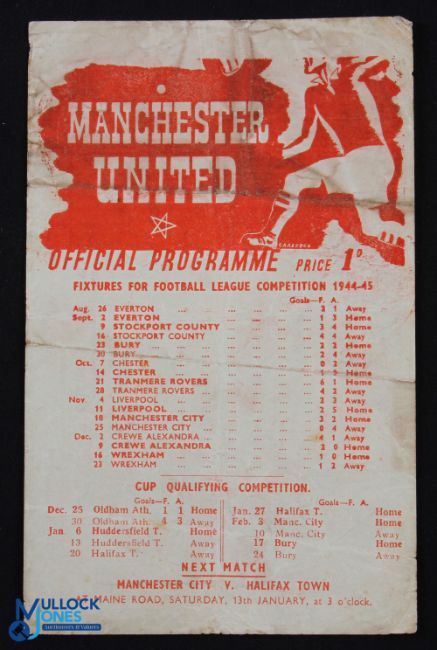 MANCHESTER
UNITED
OFFICIAL PROGRAMME PRICE 1D
FIXTURES FOR FOOTBALL LEAGUE COMPETITION 1944-45
Goals—F. A.
Aug. 26 EVERTON ... ... ... ... 2 1 Away
Sept. 2 EVERTON ... ... ... ... 1 3 Home
9 STOCKPORT COUNTY ... ... ... 3 4 Home
16 STOCKPORT COUNTY ... ... ... 4 4 Away
23 BURY ... ... ... ... 2 2 Home
30 BURY ... ... ... ... 2 4 Away
Oct. 7 CHESTER ... ... ... ... 0 2 Away
14 CHESTER ... ... ... ... 0 Home
21 TRANMERE ROVERS ... ... ... 6 1 Home
28 TRANMERE ROVERS ... ... ... 4 2 Away
Nov. 4 LIVERPOOL ... ... ... ... 2 3 Away
11 LIVERPOOL ... ... ... ... 2 5 Home
18 MANCHESTER CITY ... ... ... 3 2 Home
25 MANCHESTER CITY ... ... ... 0 4 Away
Dec. 2 CREWE ALEXANDRA ... ... ... 4 1 Away
9 CREWE ALEXANDRA ... ... ... 2 0 Home
16 WREXHAM ... ... ... ... 1 0 Home
23 WREXHAM ... ... ... ... 1 2 Away
CUP QUALIFYING COMPETITION.
Goals—F. A. Goals—F. A.
Dec. 25 Oldham Ath. 1 1 Home Jan. 27 Halifax T. Home
30 Oldham Ath. 4 3 Away Feb. 3 Manc. City Home
Jan. 6 Huddersfield T. Home 10 Manc. City Away
13 Huddersfield T. Away 17 Bury Home
20 Halifax T. Away 24 Bury Away
NEXT MATCH
MANCHESTER CITY V. HALIFAX TOWN
AT MAINE ROAD, SATURDAY, 13th JANUARY, at 3 o'clock.
MULLOCK
JONES
Auctioneers & Valuers